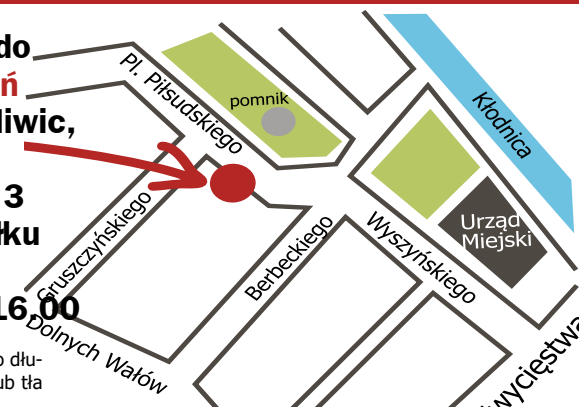 do
ń
liwic,
3
łku
16.00
dłu-
ub tła
Pl. Piłsudskiego
pomnik
Kłodnica
Urząd
Miejski
Gruszczyńskiego
Berbeckiego
Wyszyńskiego
Dolnych Wałów
wycięstwa